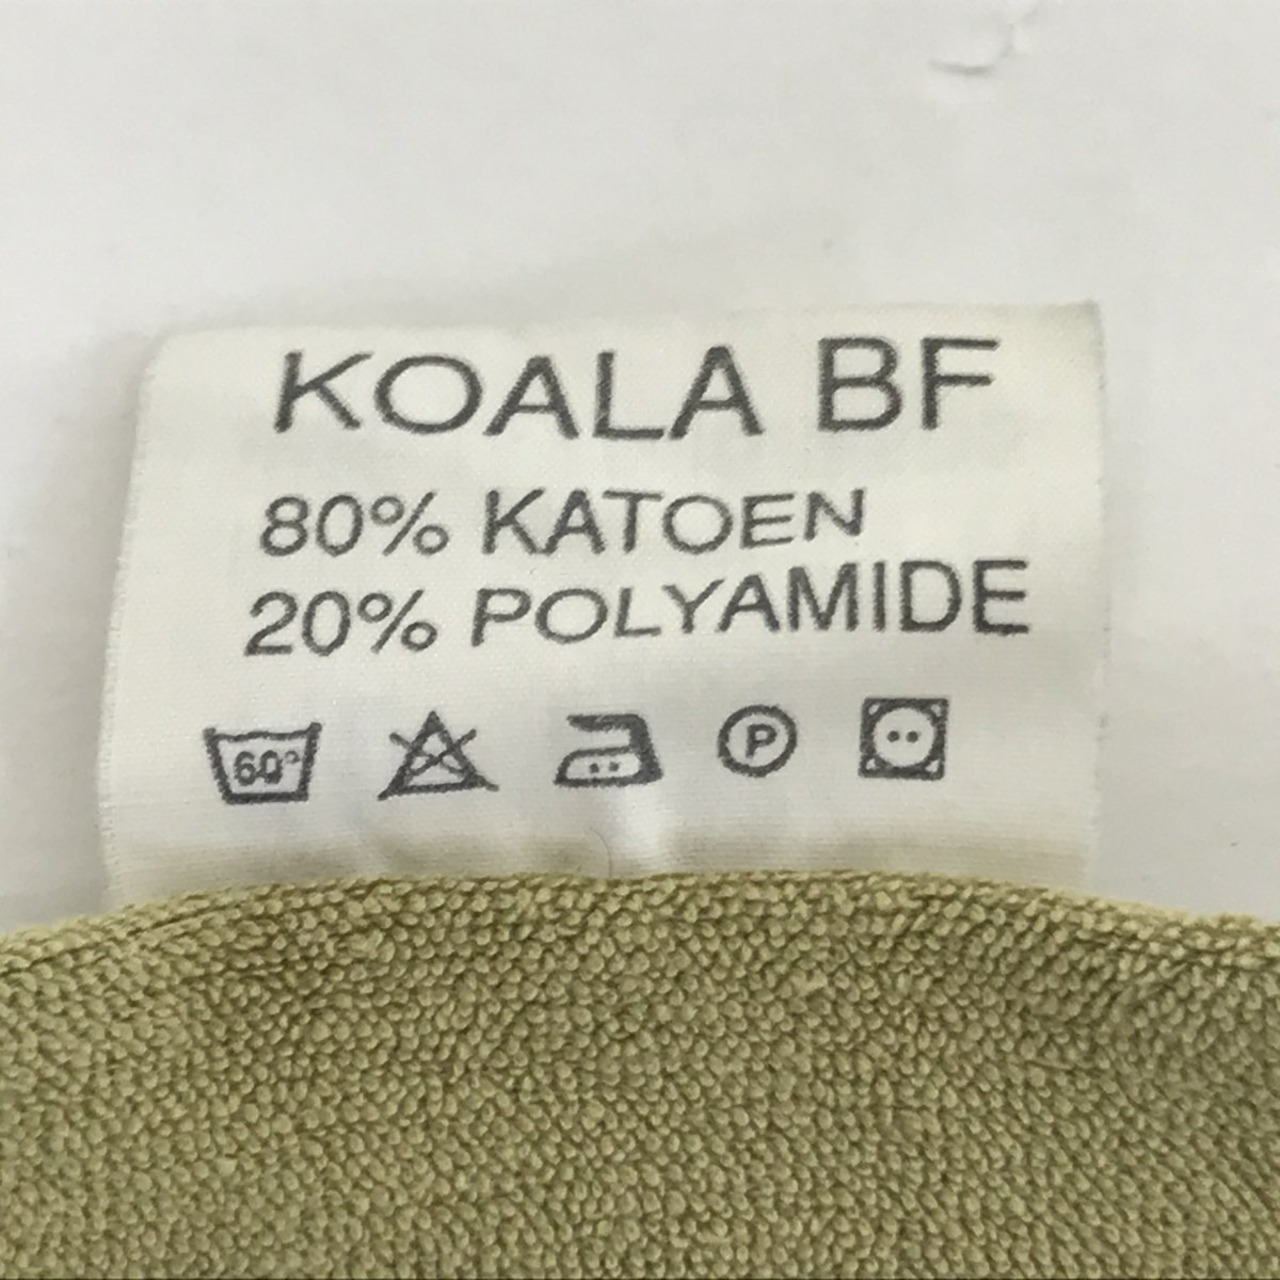 KOALA BF
80% KATOEN
20% POLYAMIDE
60° P